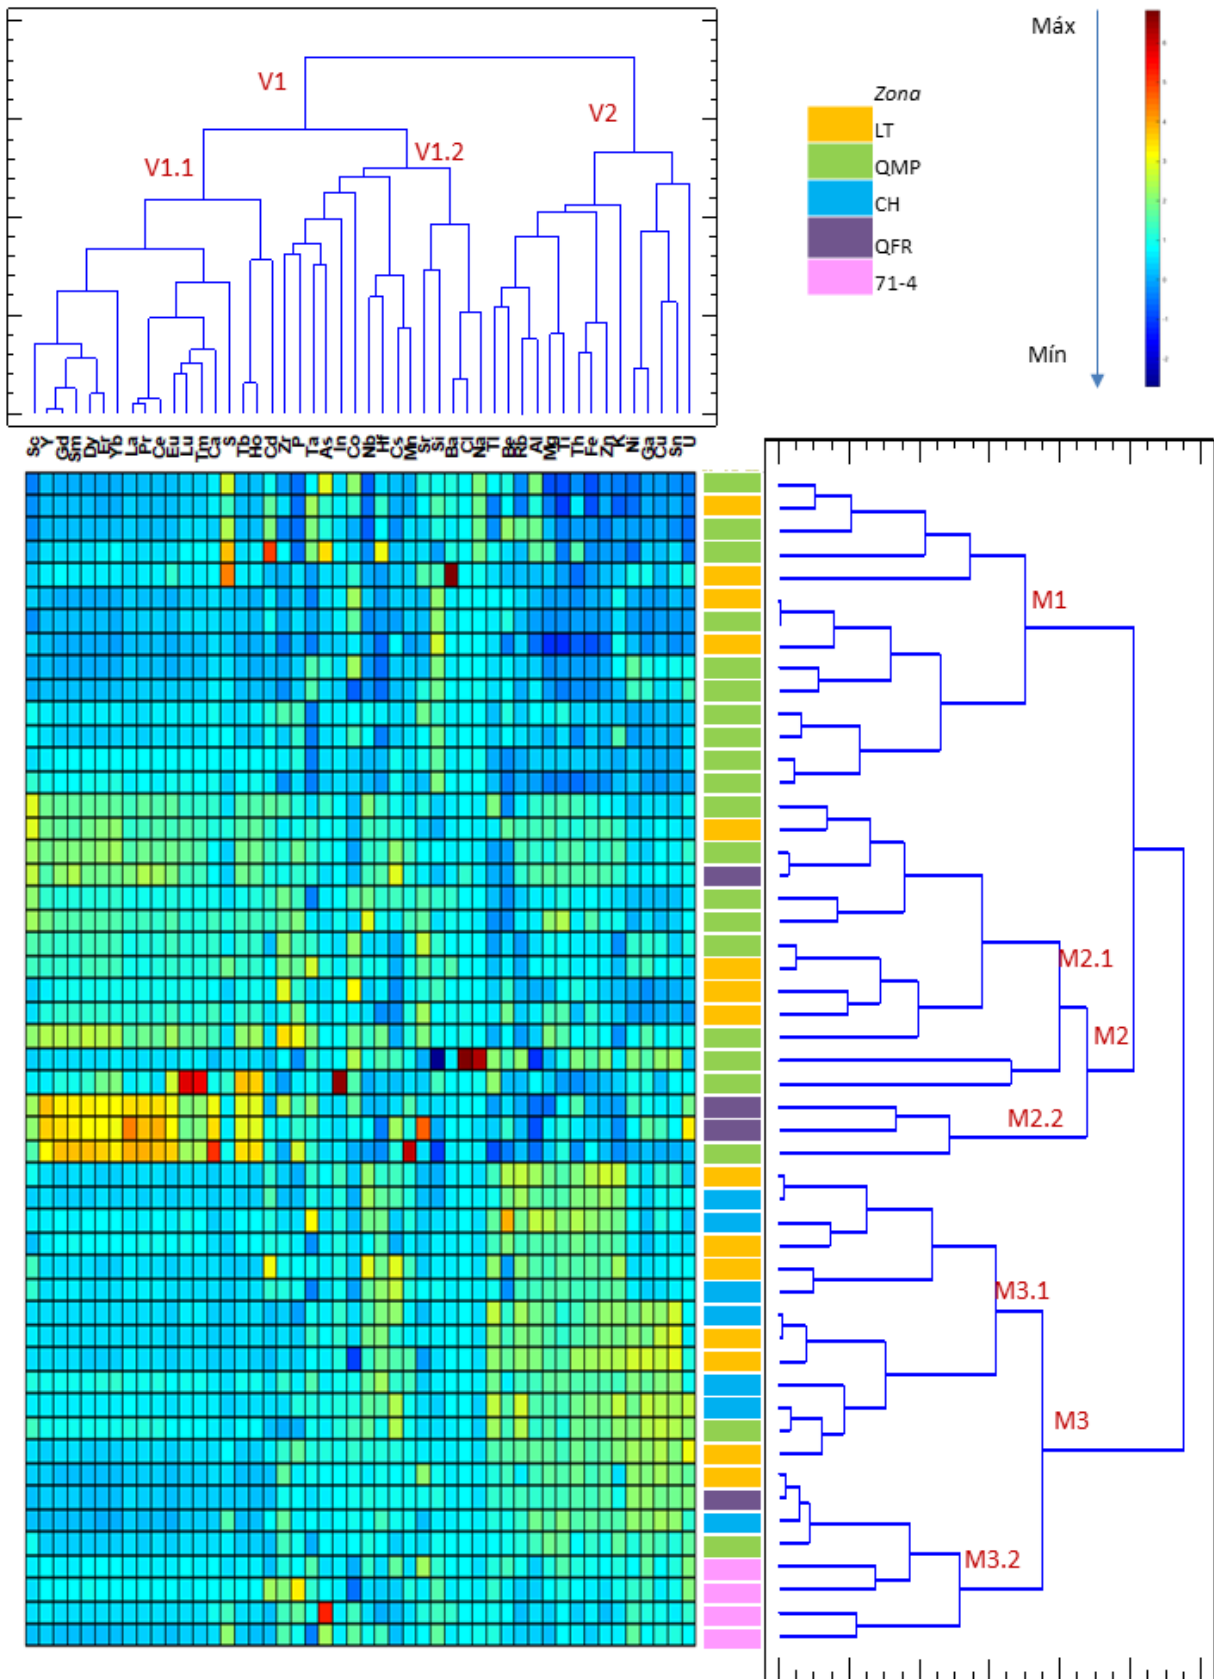 Máx
Mín
Zona
LT
QMP
CH
QFR
71-4
V1
V2
V1.1
V1.2
Sc Y Gd Sm Dy Er Yb La Pr Ce Eu Lu Tm Ca S Tb Ho Cd Zr P Ta As In Co Nb Hf Cs Mn Sr Si Ba Cl Na Tl Be Rb Al Mg Ti Th Fe Zn K Ni Ga Cu Sn U
M1
M2.1
M2
M2.2
M3.1
M3
M3.2